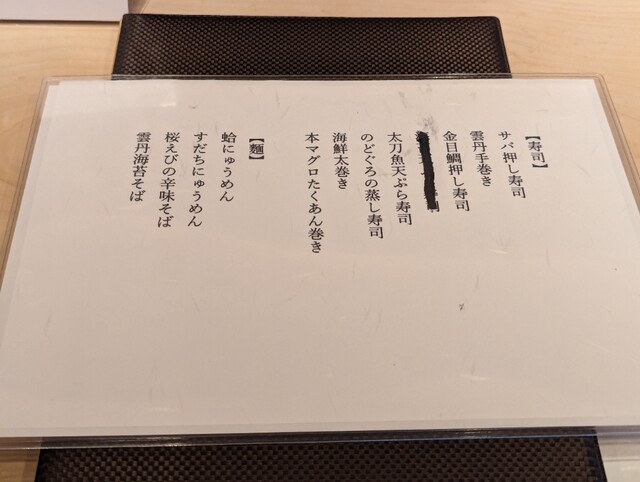 【寿司】
サバ押し寿司
雲丹手巻き
金目鯛押し寿司
太刀魚天ぷら寿司
のどぐろの蒸し寿司
海鮮太巻き
本マグロたくあん巻き
【麺】
蛤にゅうめん
すだちにゅうめん
桜えびの辛味そば
雲丹海苔そば